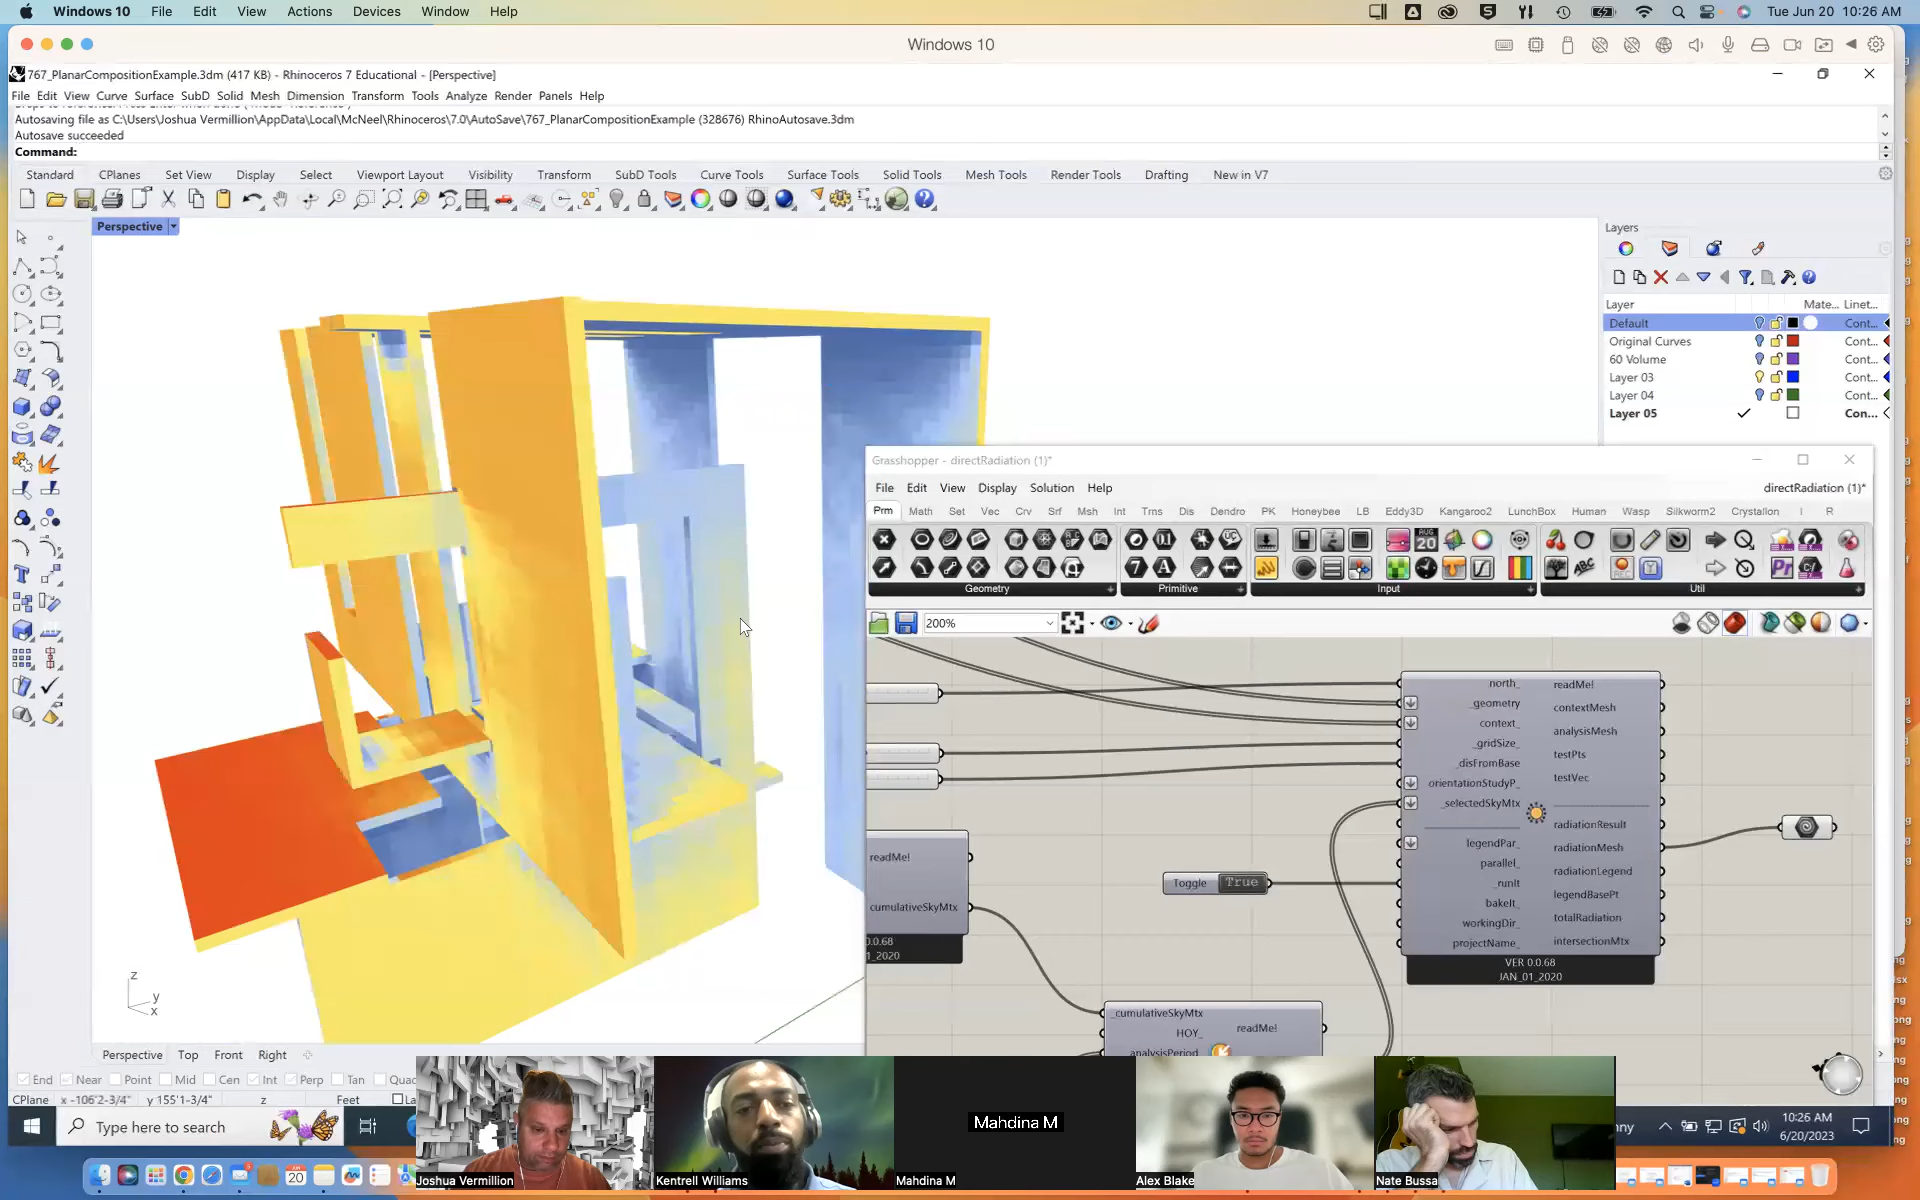 Windows 10 File Edit View Actions Devices Window Help Tue Jun 20 10:26 AM
Windows 10
767_PlanarCompositionExample.3dm (417 KB) - Rhinoceros 7 Educational - [Perspective]
File Edit View Curve Surface SubD Solid Mesh Dimension Transform Tools Analyze Render Panels Help
Autosaving file as C:\Users\Joshua Vermillion\AppData\Local\McNeel\Rhinoceros\7.0\AutoSave\767_PlanarCompositionExample (328676) RhinoAutosave.3dm
Autosave succeeded
Command:
Standard CPlanes Set View Display Select Viewport Layout Visibility Transform SubD Tools Curve Tools Surface Tools Solid Tools Mesh Tools Render Tools Drafting New in V7
Perspective
Layers
Layer Mate... Linet...
Default Cont...
Original Curves Cont...
60 Volume Cont...
Layer 03 Cont...
Layer 04 Cont...
Layer 05 Con...
Grasshopper - directRadiation (1)*
File Edit View Display Solution Help directRadiation (1)*
Prm Math Set Vec Crv Srf Msh Int Trns Dis Dendro PK Honeybee LB Eddy3D Kangaroo2 LunchBox Human Wasp Silkworm2 Crystallon I R
Geometry Primitive Input Util
200%
north_ readMe!
_geometry contextMesh
context_ analysisMesh
_gridSize_ testPts
_disFromBase testVec
orientationStudyP_
_selectedSkyMtx
radiationResult
legendPar_ radiationMesh
parallel_ radiationLegend
_runIt legendBasePt
bakeIt_ totalRadiation
workingDir_ intersectionMtx
projectName_
VER 0.0.68
JAN_01_2020
Toggle True
readMe!
cumulativeSkyMtx
0.0.68
1_2020
_cumulativeSkyMtx
HOY_ readMe!
analysisPeriod
z
y
x
Perspective Top Front Right
End Near Point Mid Cen Int Perp Tan Quad
CPlane x -106'2-3/4" y 155'1-3/4" z Feet
Type here to search
10:26 AM
6/20/2023
Mahdina M
Joshua Vermillion
Kentrell Williams
Mahdina M
Alex Blake
Nate Bussa